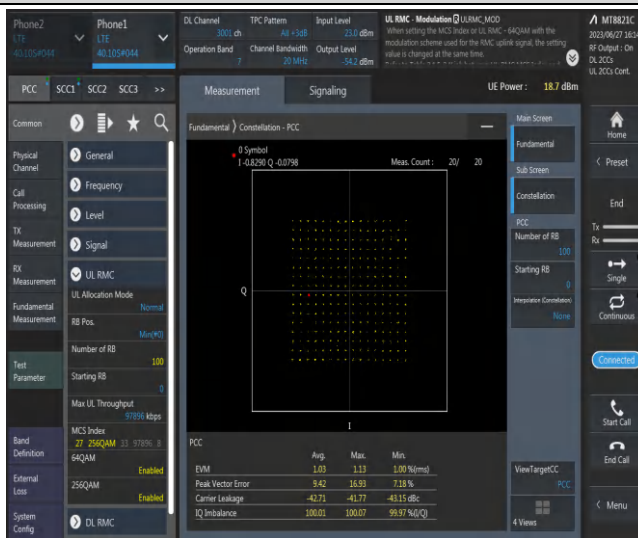 Phone2
LTE
40.105#044
Phone1
LTE
40.105#044
DL Channel
3001 ch
TPC Pattern
All +3dB
Input Level
23.0 dBm
Operation Band
7
Channel Bandwidth
20 MHz
Output Level
-54.2 dBm
UL RMC - Modulation ULRMC_MOD
When setting the MCS Index or UL RMC - 64QAM with the
modulation scheme used for the RMC uplink signal, the setting
value is changed at the same time.
MT8821C
2023/06/27 16:54
RF Output : On
DL 2CCs
UL 2CCs Cont.
PCC
SCC1
SCC2
SCC3
>>
Measurement
Signaling
UE Power : 18.7 dBm
Common
Physical
Channel
Call
Processing
TX
Measurement
RX
Measurement
Fundamental
Measurement
Test
Parameter
Band
Definition
External
Loss
System
Config
General
Frequency
Level
Signal
UL RMC
UL Allocation Mode
Normal
RB Pos.
Min(#0)
Number of RB
100
Starting RB
0
Max UL Throughput
97896 kbps
MCS Index
27 256QAM 33 97896 8
64QAM
Enabled
256QAM
Enabled
DL RMC
Fundamental Constellation - PCC
0 Symbol
I -0.8290 Q -0.0798
Meas. Count : 20/ 20
Q
I
PCC
Avg. Max. Min.
EVM 1.03 1.13 1.00 %(rms)
Peak Vector Error 9.42 16.93 7.18 %
Carrier Leakage -42.71 -41.77 -43.15 dBc
IQ Imbalance 100.01 100.07 99.97 %(I/Q)
Main Screen
Fundamental
Sub Screen
Constellation
PCC
Number of RB
100
Starting RB
0
Interpolation (Constellation)
None
ViewTargetCC
PCC
4 Views
Home
< Preset
End
Tx
Rx
Single
Continuous
Connected
Start Call
End Call
< Menu